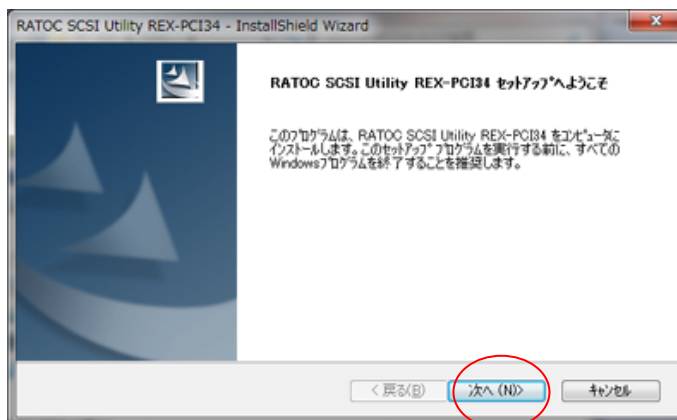 RATOC SCSI Utility REX-PCI34 - InstallShield Wizard
RATOC SCSI Utility REX-PCI34 セットアップへようこそ
このプログラムは、RATOC SCSI Utility REX-PCI34 をコンピュータに
インストールします。このセットアップ プログラムを実行する前に、すべての
Windowsプログラムを終了することを推奨します。
< 戻る(B)
次へ (N)>
キャンセル